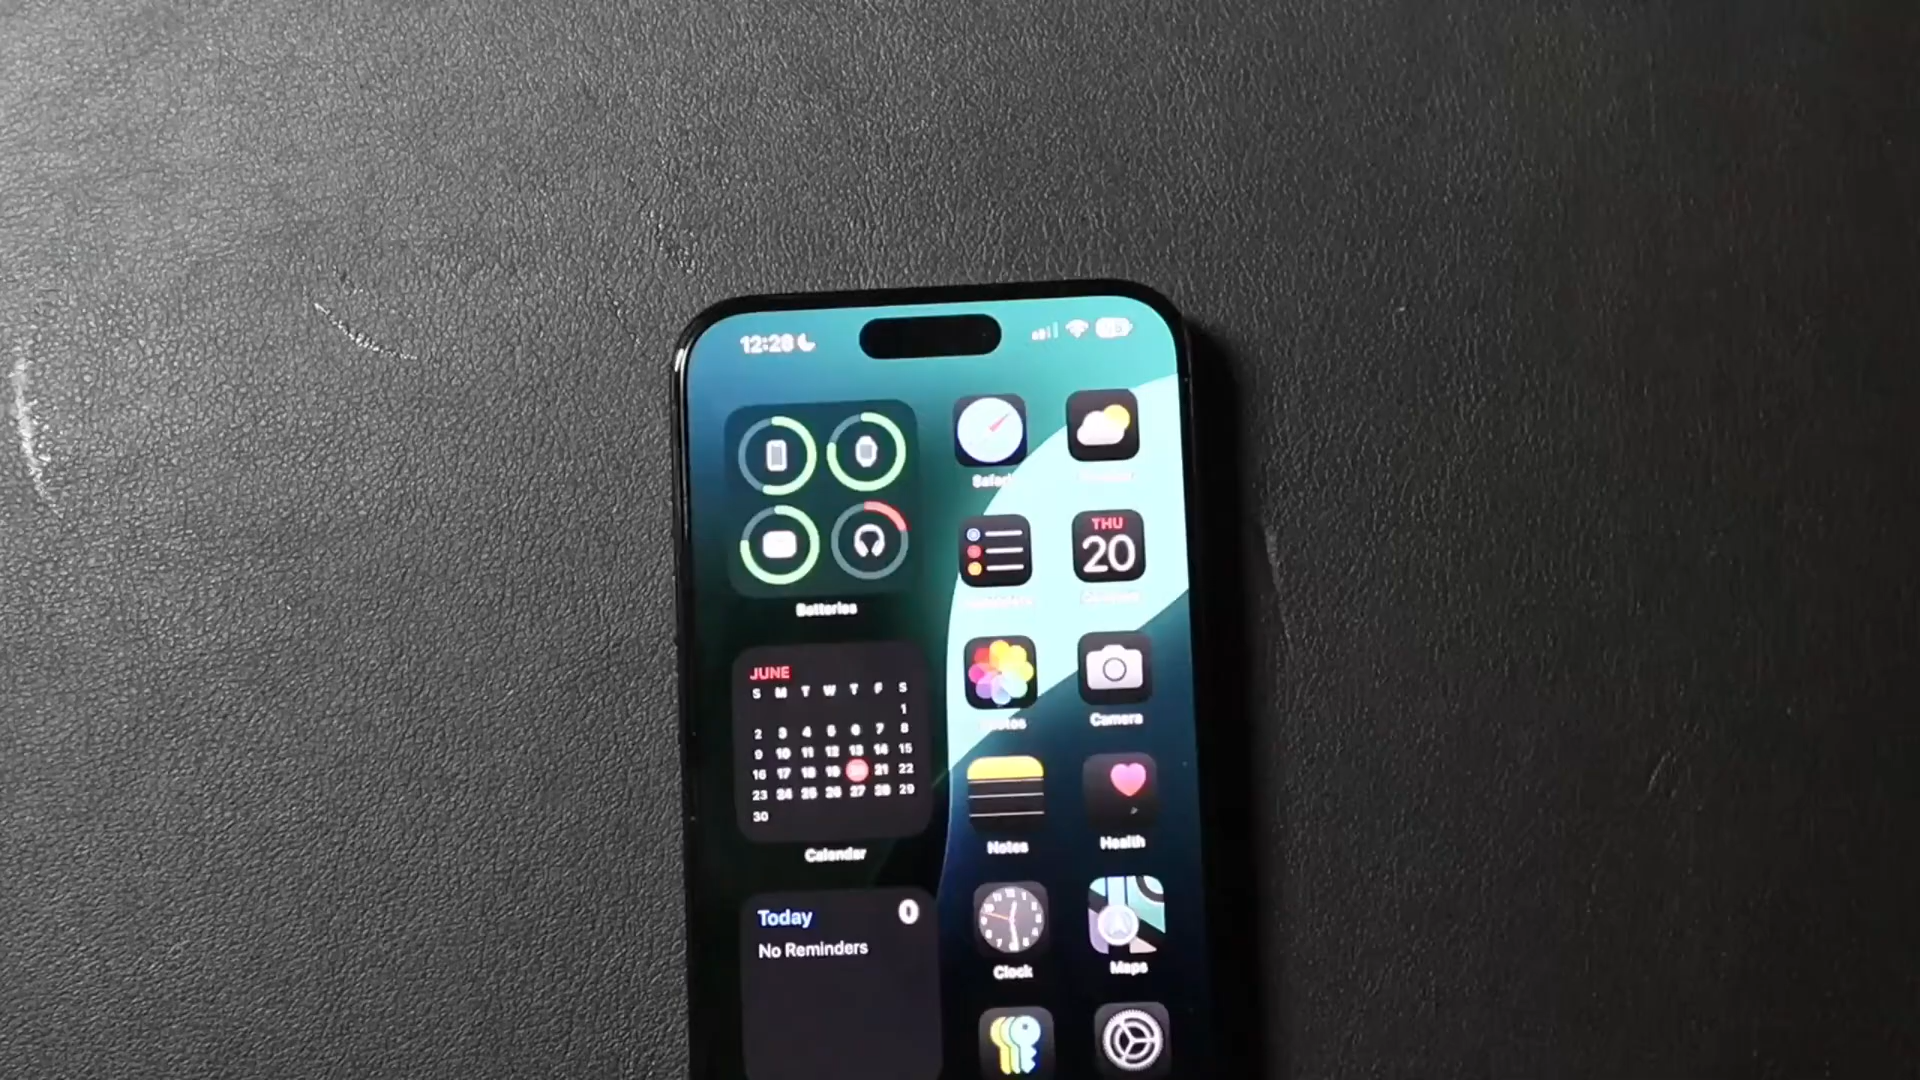 12:28
Safari
THU
20
Batteries
JUNE
S M T W T F S
1
2 3 4 5 6 7 8
9 10 11 12 13 14 15
16 17 18 19 20 21 22
23 24 25 26 27 28 29
30
Calendar
Photos
Camera
Notes
Health
Today 0
No Reminders
Clock
Maps